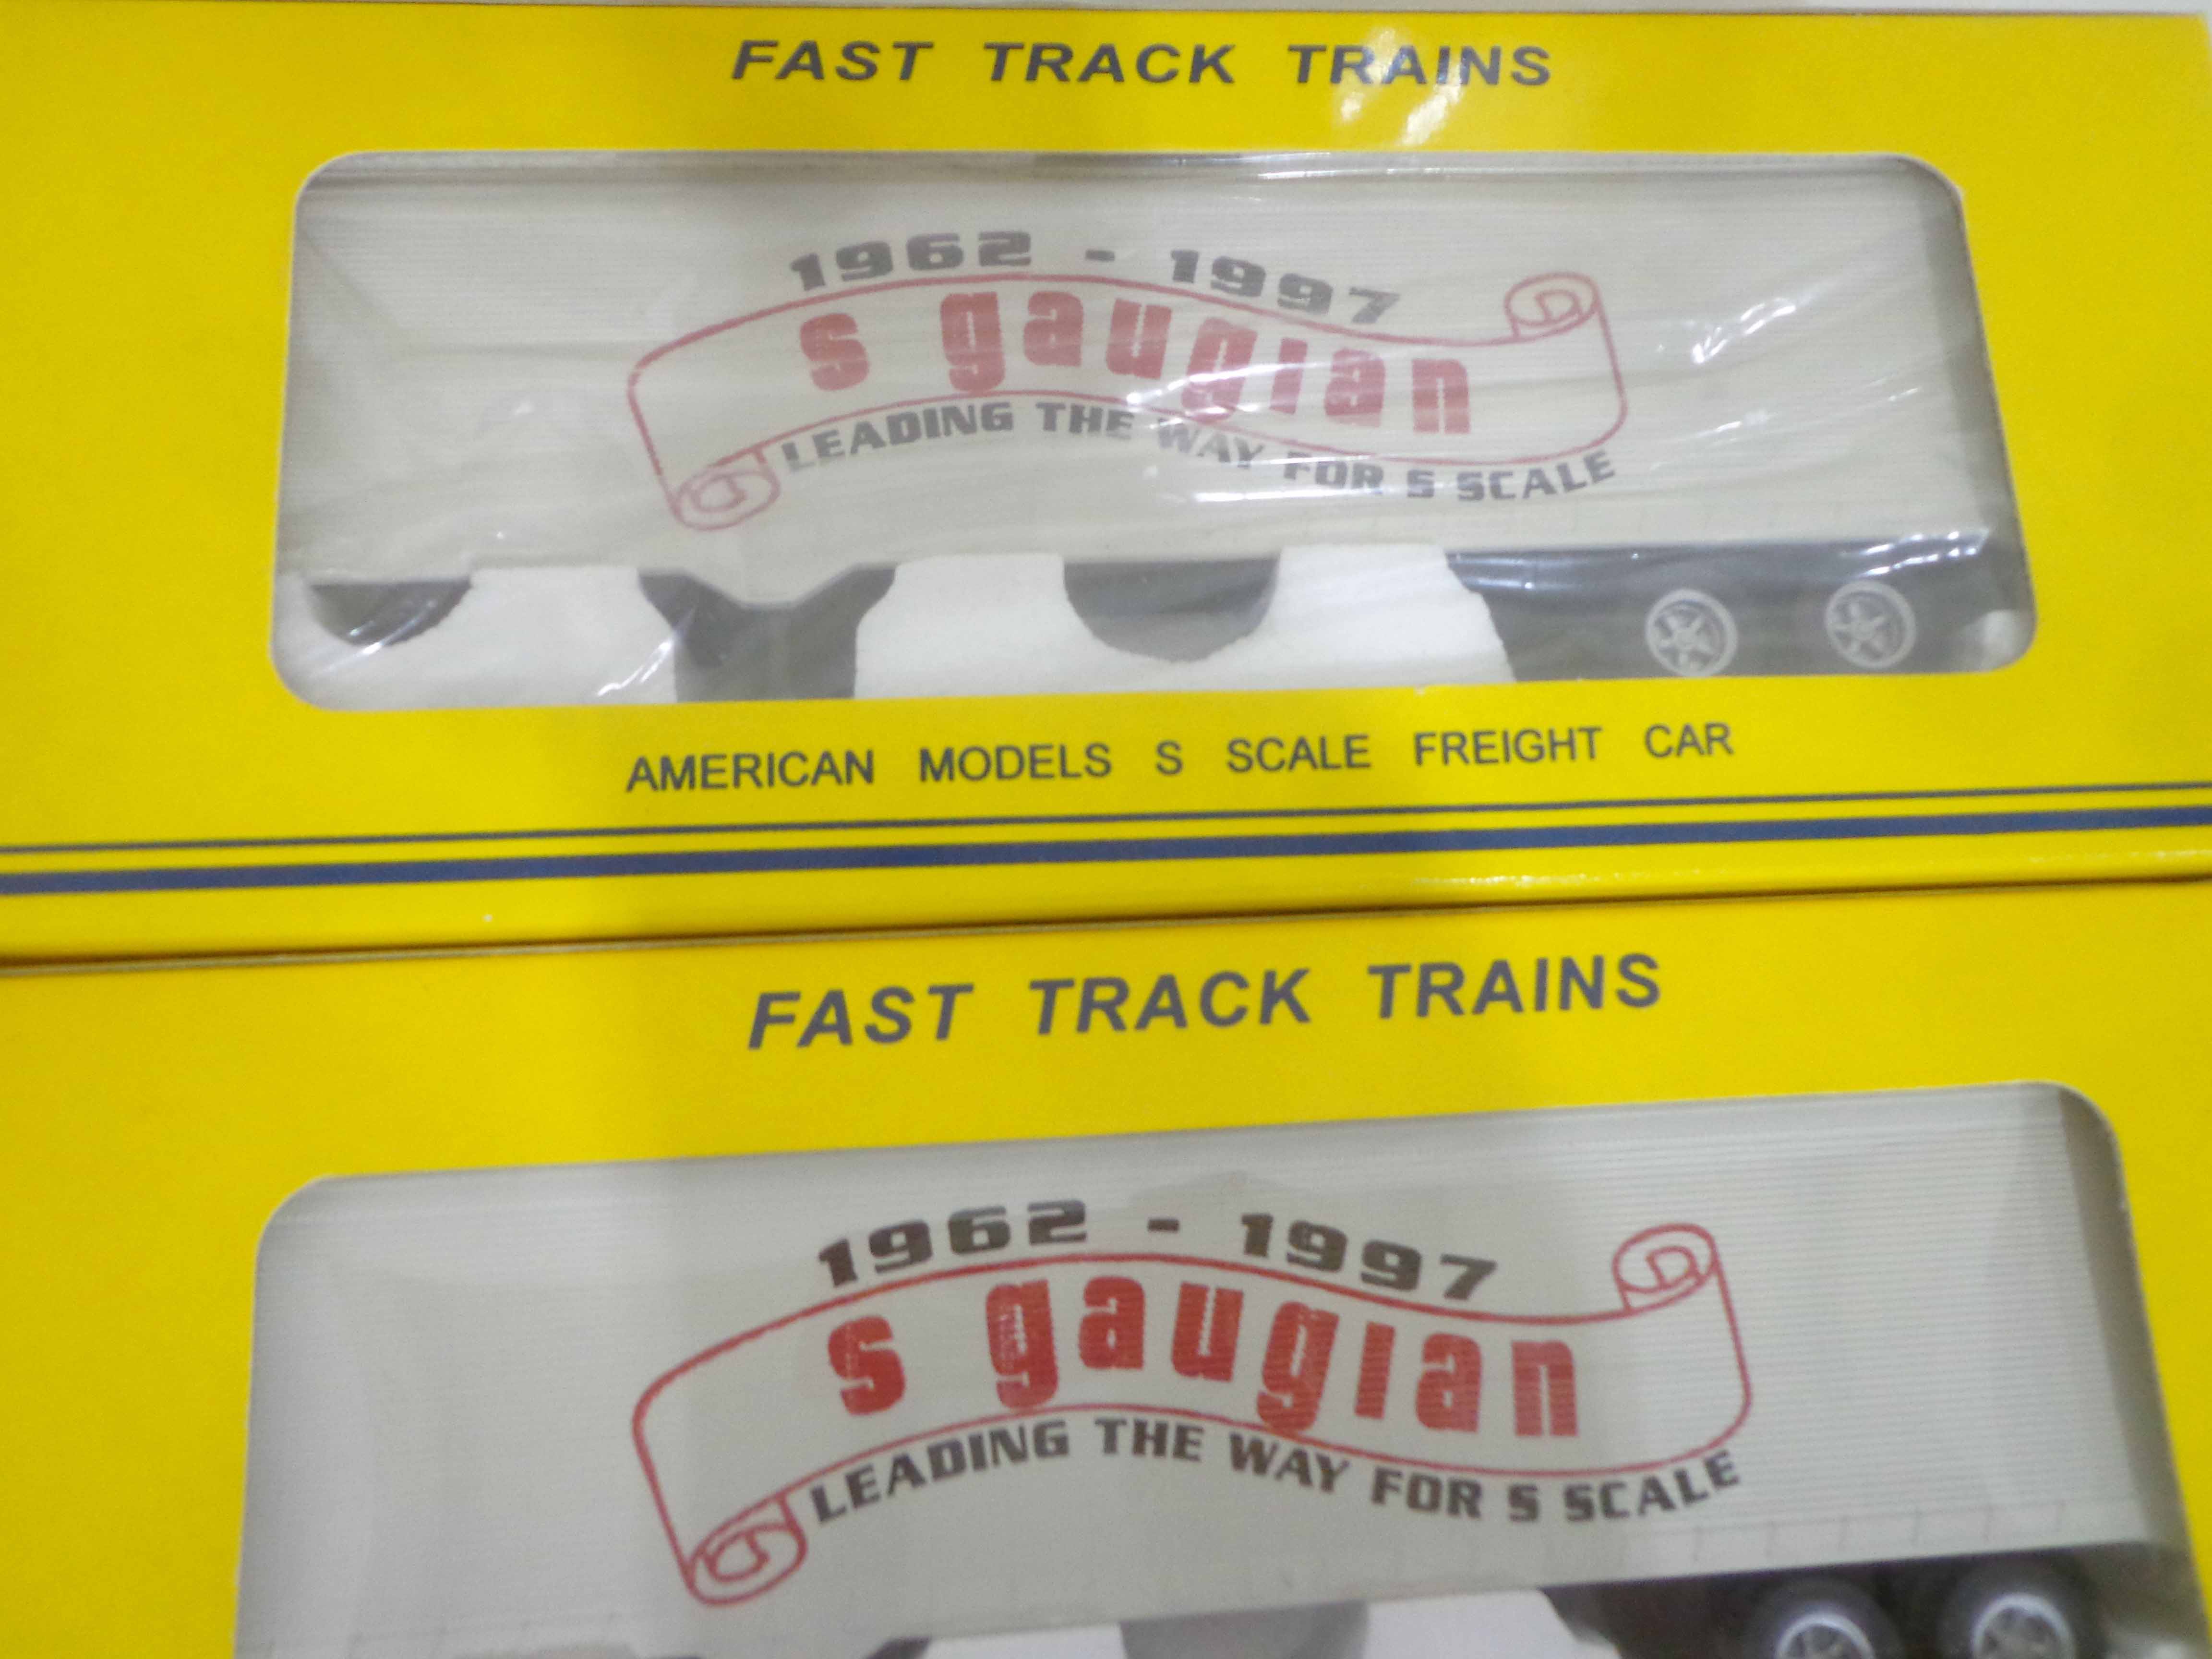 FAST TRACK TRAINS
1962 - 1997
s gaugian
LEADING THE WAY FOR S SCALE
AMERICAN MODELS S SCALE FREIGHT CAR
FAST TRACK TRAINS
1962 - 1997
s gaugian
LEADING THE WAY FOR S SCALE